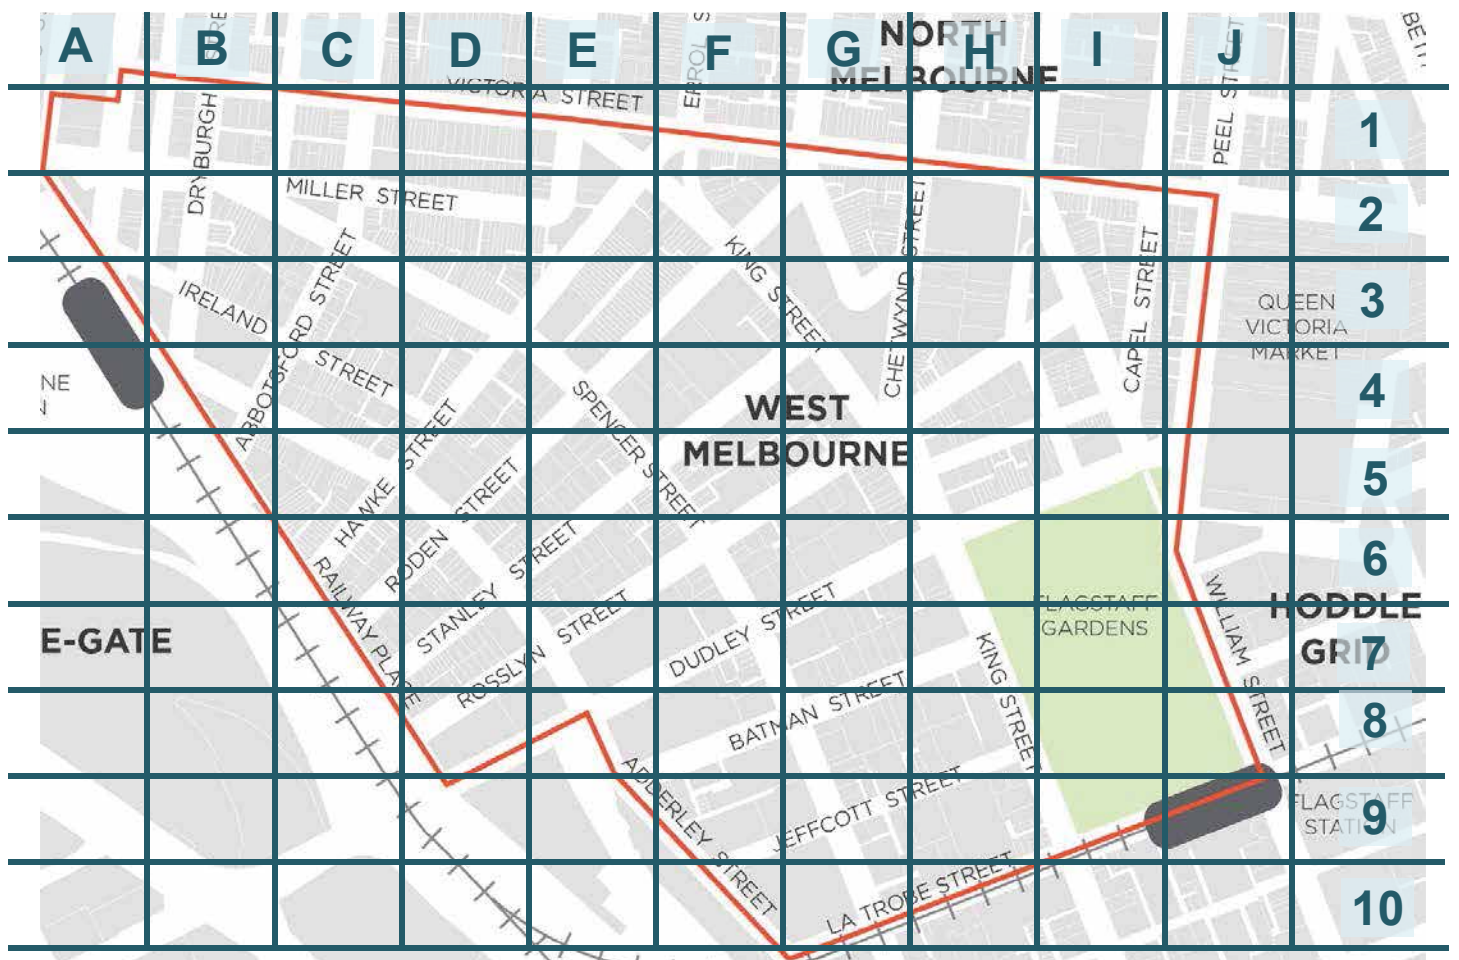 A B C D E F G H I J
NORTH
MELBOURNE
VICTORIA STREET
PEEL STREET
1
DRYBURGH
MILLER STREET
2
KING STREET
CHETWYND STREET
CAPEL STREET
IRELAND STREET
ABBOTSFORD STREET
QUEEN
VICTORIA
MARKET
3
NE
N
SPENCER STREET
WEST
MELBOURNE
4
HAWKE STREET
RODEN STREET
5
STANLEY STREET
RAILWAY PLACE
6
ROSSLYN STREET
DUDLEY STREET
FLAGSTAFF
GARDENS
WILLIAM STREET
HODDLE
GRID
E-GATE
7
BATMAN STREET
KING STREET
8
ADDERLEY STREET
JEFFCOTT STREET
FLAGSTAFF
STATION
9
LA TROBE STREET
10